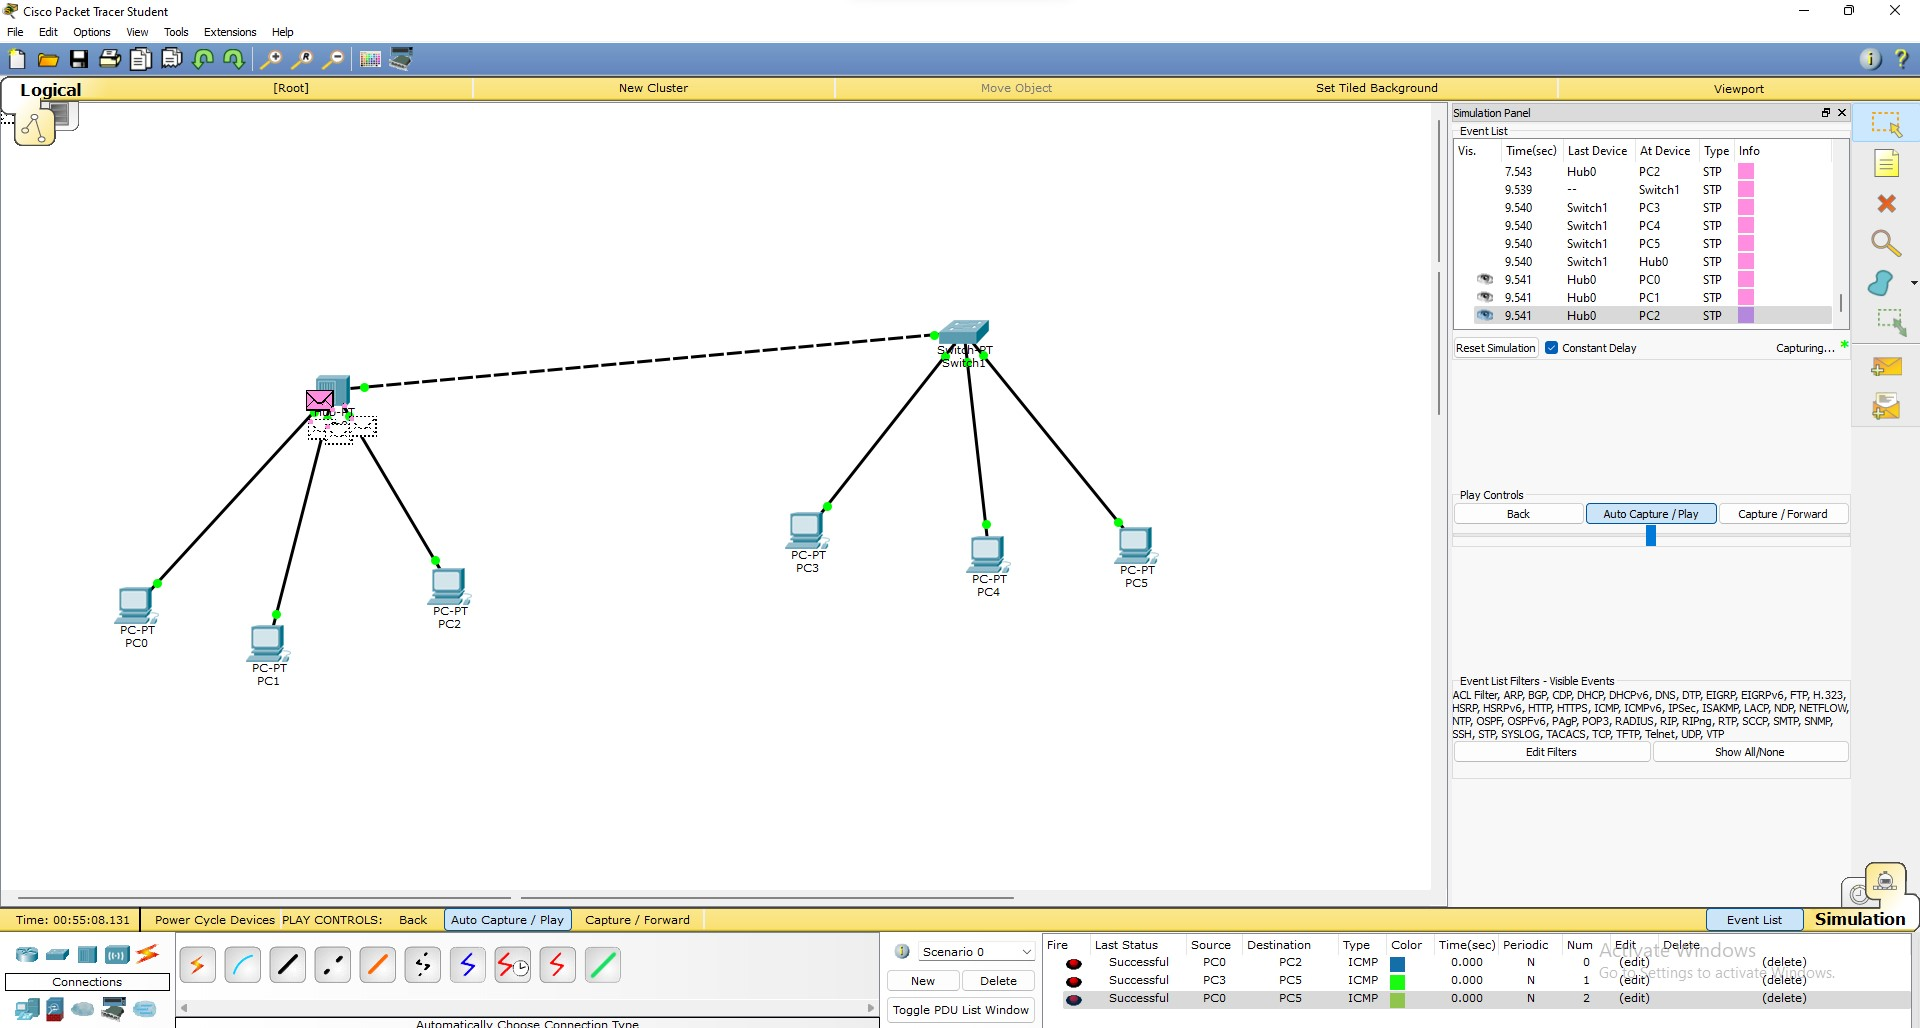 Cisco Packet Tracer Student
File Edit Options View Tools Extensions Help
Logical [Root] New Cluster Move Object Set Tiled Background Viewport
Simulation Panel
Event List
Vis. Time(sec) Last Device At Device Type Info
7.543 Hub0 PC2 STP
9.539 -- Switch1 STP
9.540 Switch1 PC3 STP
9.540 Switch1 PC4 STP
9.540 Switch1 PC5 STP
9.540 Switch1 Hub0 STP
9.541 Hub0 PC0 STP
9.541 Hub0 PC1 STP
9.541 Hub0 PC2 STP
Reset Simulation Constant Delay Capturing... *
Switch-PT
Switch1
PC-PT
PC0
PC-PT
PC1
PC-PT
PC2
PC-PT
PC3
PC-PT
PC4
PC-PT
PC5
Play Controls
Back Auto Capture / Play Capture / Forward
Event List Filters - Visible Events
ACL Filter, ARP, BGP, CDP, DHCP, DHCPv6, DNS, DTP, EIGRP, EIGRPv6, FTP, H.323,
HSRP, HSRPv6, HTTP, HTTPS, ICMP, ICMPv6, IPSec, ISAKMP, LACP, NDP, NETFLOW,
NTP, OSPF, OSPFv6, PAgP, POP3, RADIUS, RIP, RIPng, RTP, SCCP, SMTP, SNMP,
SSH, STP, SYSLOG, TACACS, TCP, TFTP, Telnet, UDP, VTP
Edit Filters Show All/None
Time: 00:55:08.131 Power Cycle Devices PLAY CONTROLS: Back Auto Capture / Play Capture / Forward Event List Simulation
Connections
Automatically Choose Connection Type
Scenario 0
New Delete
Toggle PDU List Window
Fire Last Status Source Destination Type Color Time(sec) Periodic Num Edit Delete
Successful PC0 PC2 ICMP 0.000 N 0 (edit) (delete)
Successful PC3 PC5 ICMP 0.000 N 1 (edit) (delete)
Successful PC0 PC5 ICMP 0.000 N 2 (edit) (delete)
Activate Windows
Go to Settings to activate Windows.